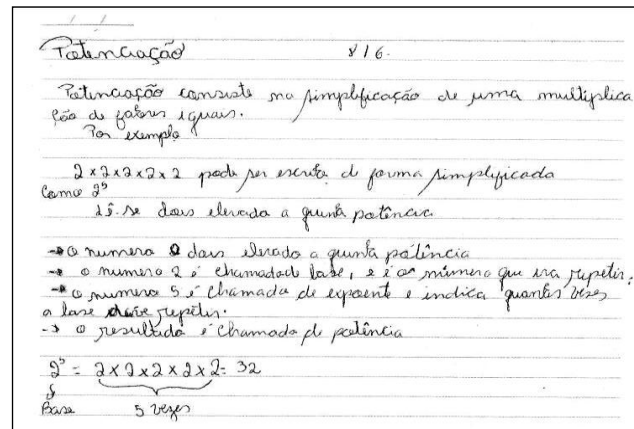 Potenciação 816.
Potenciação consiste na simplificação de uma multiplica
ção de fatores iguais.
Por exemplo
2 x 2 x 2 x 2 x 2 pode ser escrita de forma simplificada
Como 2⁵
lê-se dois elevado a quinta potência
→ o numero dois elevado a quinta potência
→ o numero 2 é chamado de base, e é o número que ira repetir;
→ o numero 5 é chamado de expoente e indica quantas vezes
a base deve repetir.
→ o resultado é chamado de potência
2⁵ = 2 x 2 x 2 x 2 x 2 = 32
Base 5 vezes